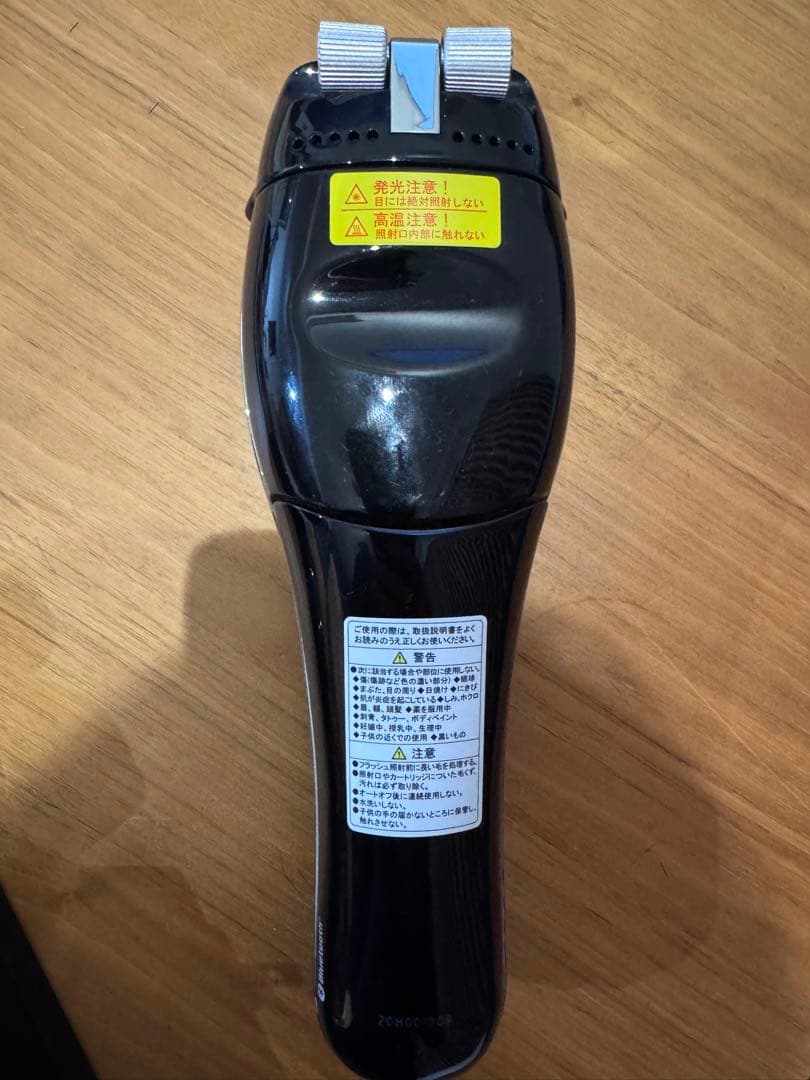 発光注意！
目には絶対照射しない
高温注意！
照射口内部に触れない
ご使用の際は、取扱説明書をよく
お読みのうえ正しくお使いください。
警告
●次に該当する場合や部位に使用しない。
◆傷(傷跡など色の濃い部分) ◆眼球
◆まぶた、目の周り ◆日焼け ◆にきび
◆肌が炎症を起こしている ◆しみ、ホクロ
◆眉、髭、頭髪 ◆薬を服用中
◆刺青、タトゥー、ボディペイント
◆妊娠中、授乳中、生理中
◆子供の近くでの使用 ◆黒いもの
注意
●フラッシュ照射前に長い毛を処理する。
●照射口やカートリッジについた毛くず、
汚れは必ず取り除く。
●オートオフ後に連続使用しない。
●水洗いしない。
●子供の手の届かないところに保管し、
触れさせない。
Bluetooth